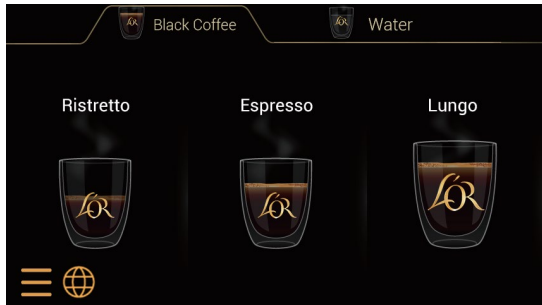 Black Coffee
Water
Ristretto
Espresso
Lungo
L'OR
L'OR
L'OR